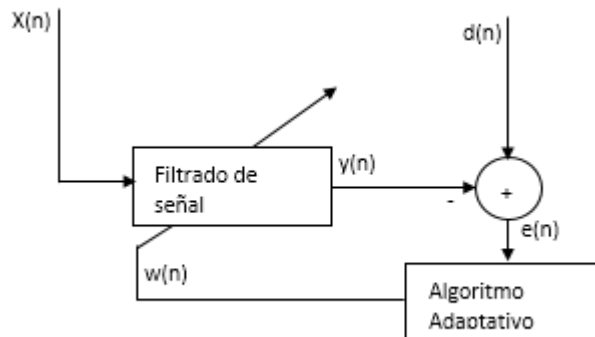 X(n)
d(n)
Filtrado de
señal
y(n)
-
+
e(n)
w(n)
Algoritmo
Adaptativo